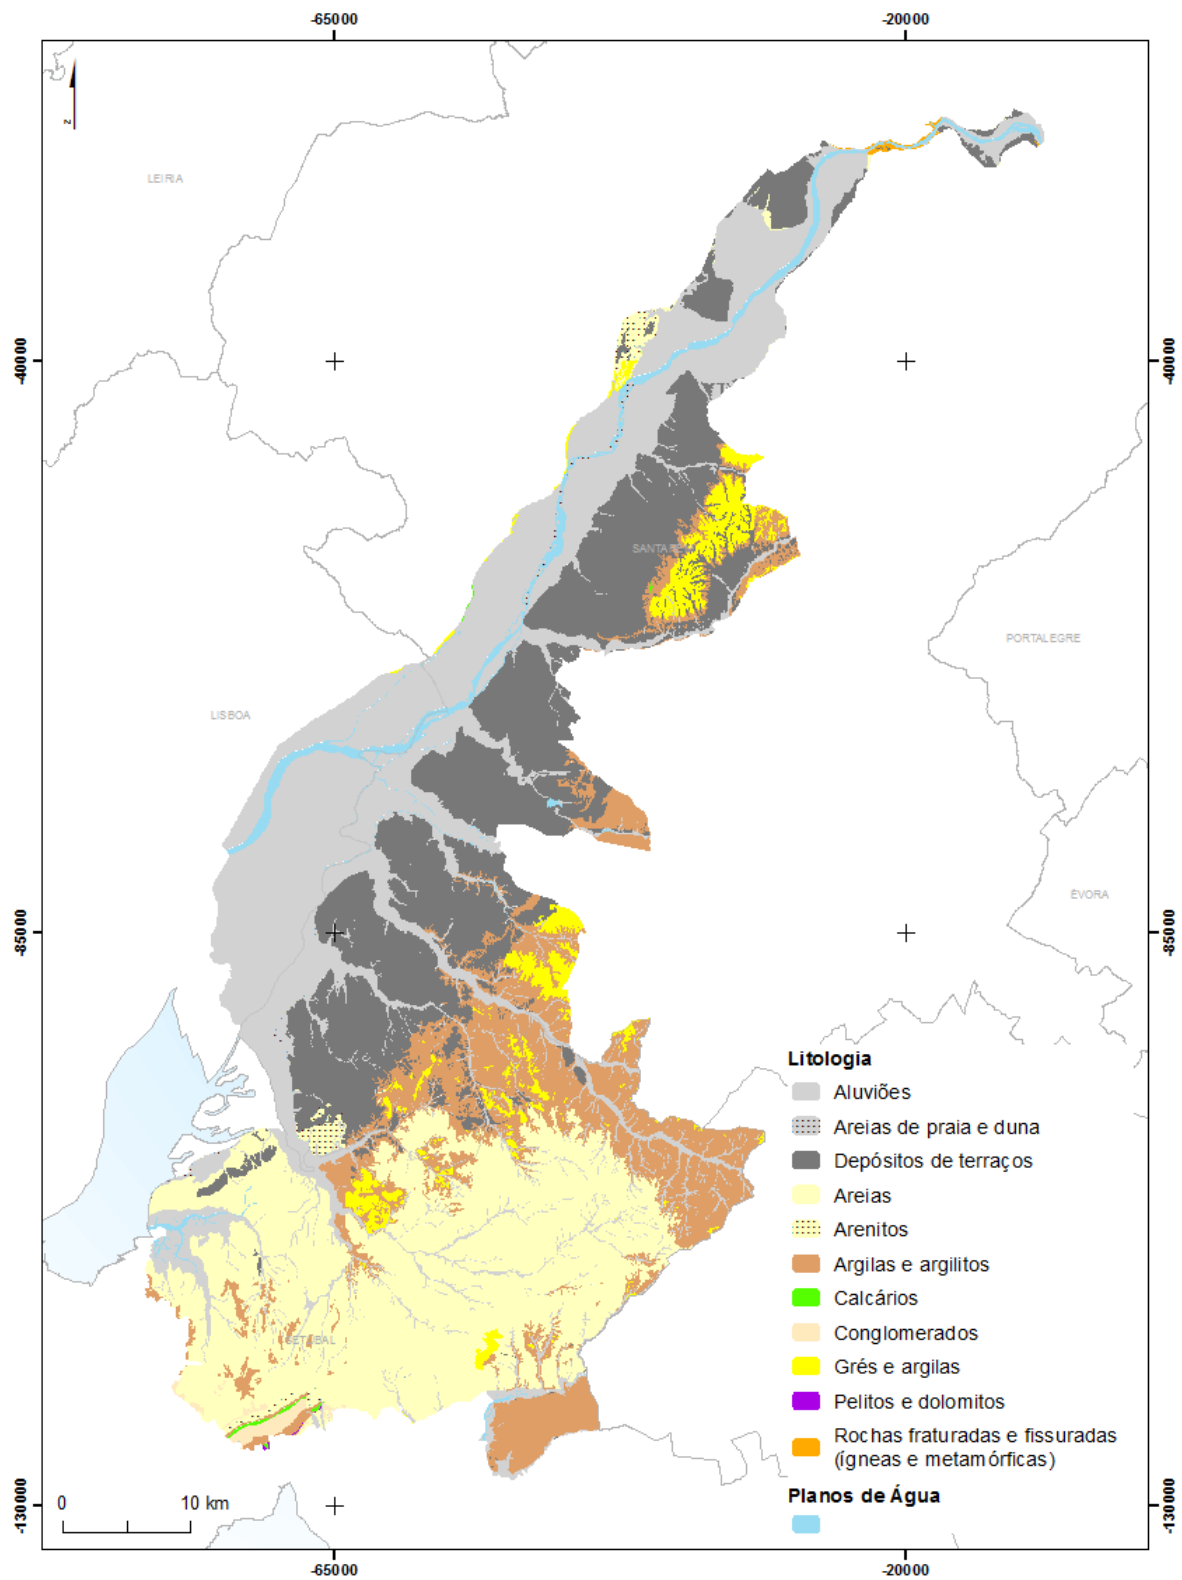 -65000
-20000
z
LEIRIA
-40000
-40000
SANTARÉM
PORTALEGRE
LISBOA
ÉVORA
-85000
-85000
Litologia
Aluviões
Areias de praia e duna
Depósitos de terraços
Areias
Arenitos
Argilas e argilitos
Calcários
Conglomerados
Grés e argilas
Pelitos e dolomitos
Rochas fraturadas e fissuradas
(ígneas e metamórficas)
Planos de Água
SETÚBAL
0
10 km
-130000
-130000
-65000
-20000